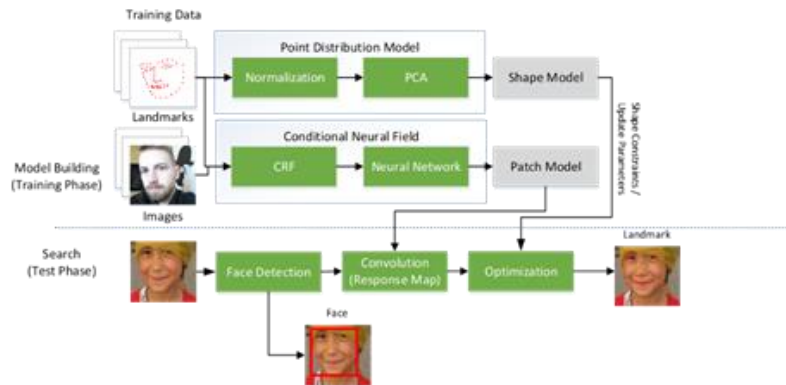 Training Data
Landmarks
Images
Model Building
(Training Phase)
Point Distribution Model
Normalization
PCA
Shape Model
Conditional Neural Field
CRF
Neural Network
Patch Model
Shape Constraints /
Update Parameters
Search
(Test Phase)
Face Detection
Convolution
(Response Map)
Optimization
Landmark
Face